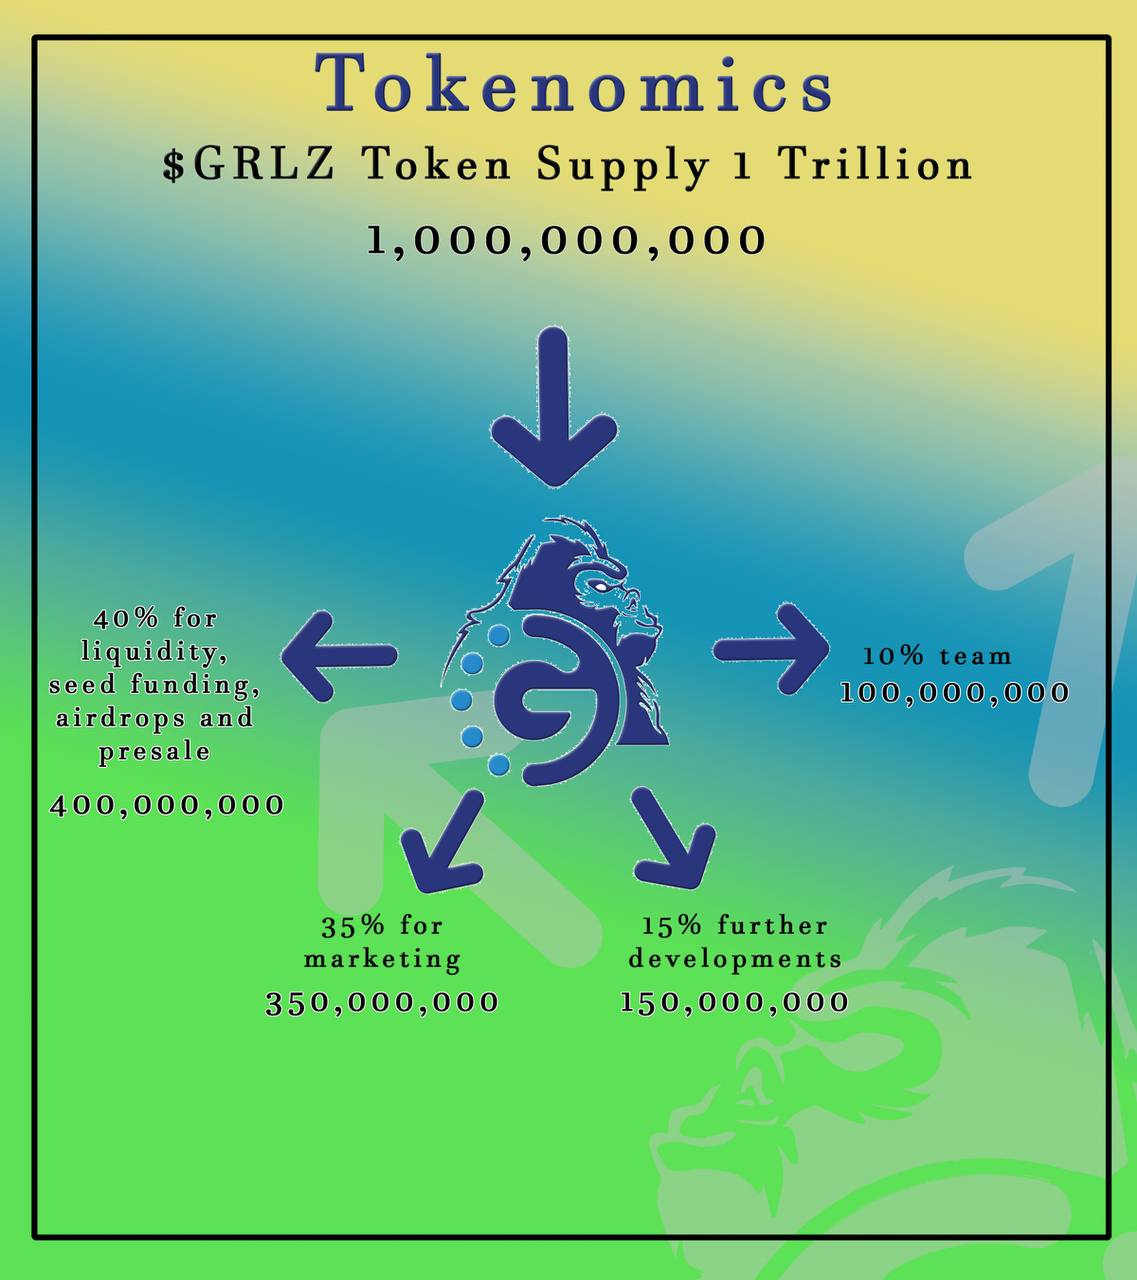 Tokenomics
$GRLZ Token Supply 1 Trillion
1,000,000,000
40% for
liquidity,
seed funding,
airdrops and
presale
400,000,000
10% team
100,000,000
35% for
marketing
350,000,000
15% further
developments
150,000,000